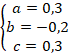 a = 0,3
b = −0,2
c = 0,3